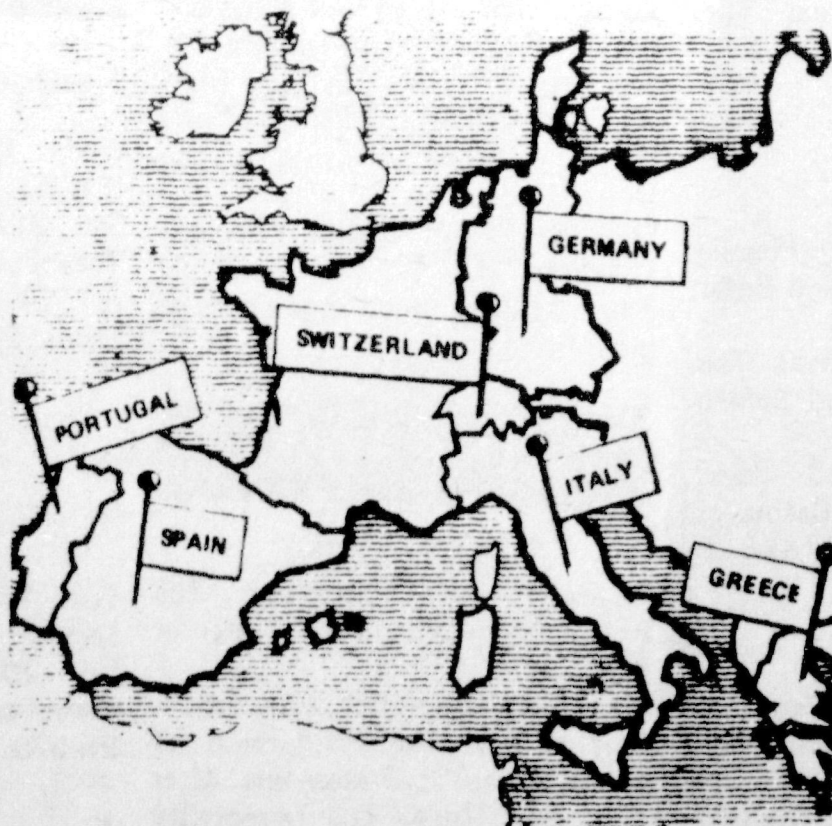 GERMANY
SWITZERLAND
PORTUGAL
ITALY
SPAIN
GREECE